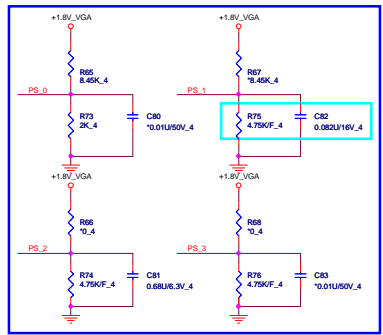 +1.8V_VGA
R65
8.45K_4
PS_0
R73
2K_4
C80
*0.01U/50V_4
+1.8V_VGA
R67
*8.45K_4
PS_1
R75
4.75K/F_4
C82
0.082U/16V_4
+1.8V_VGA
R66
*0_4
PS_2
R74
4.75K/F_4
C81
0.68U/6.3V_4
+1.8V_VGA
R68
*0_4
PS_3
R76
4.75K/F_4
C83
*0.01U/50V_4